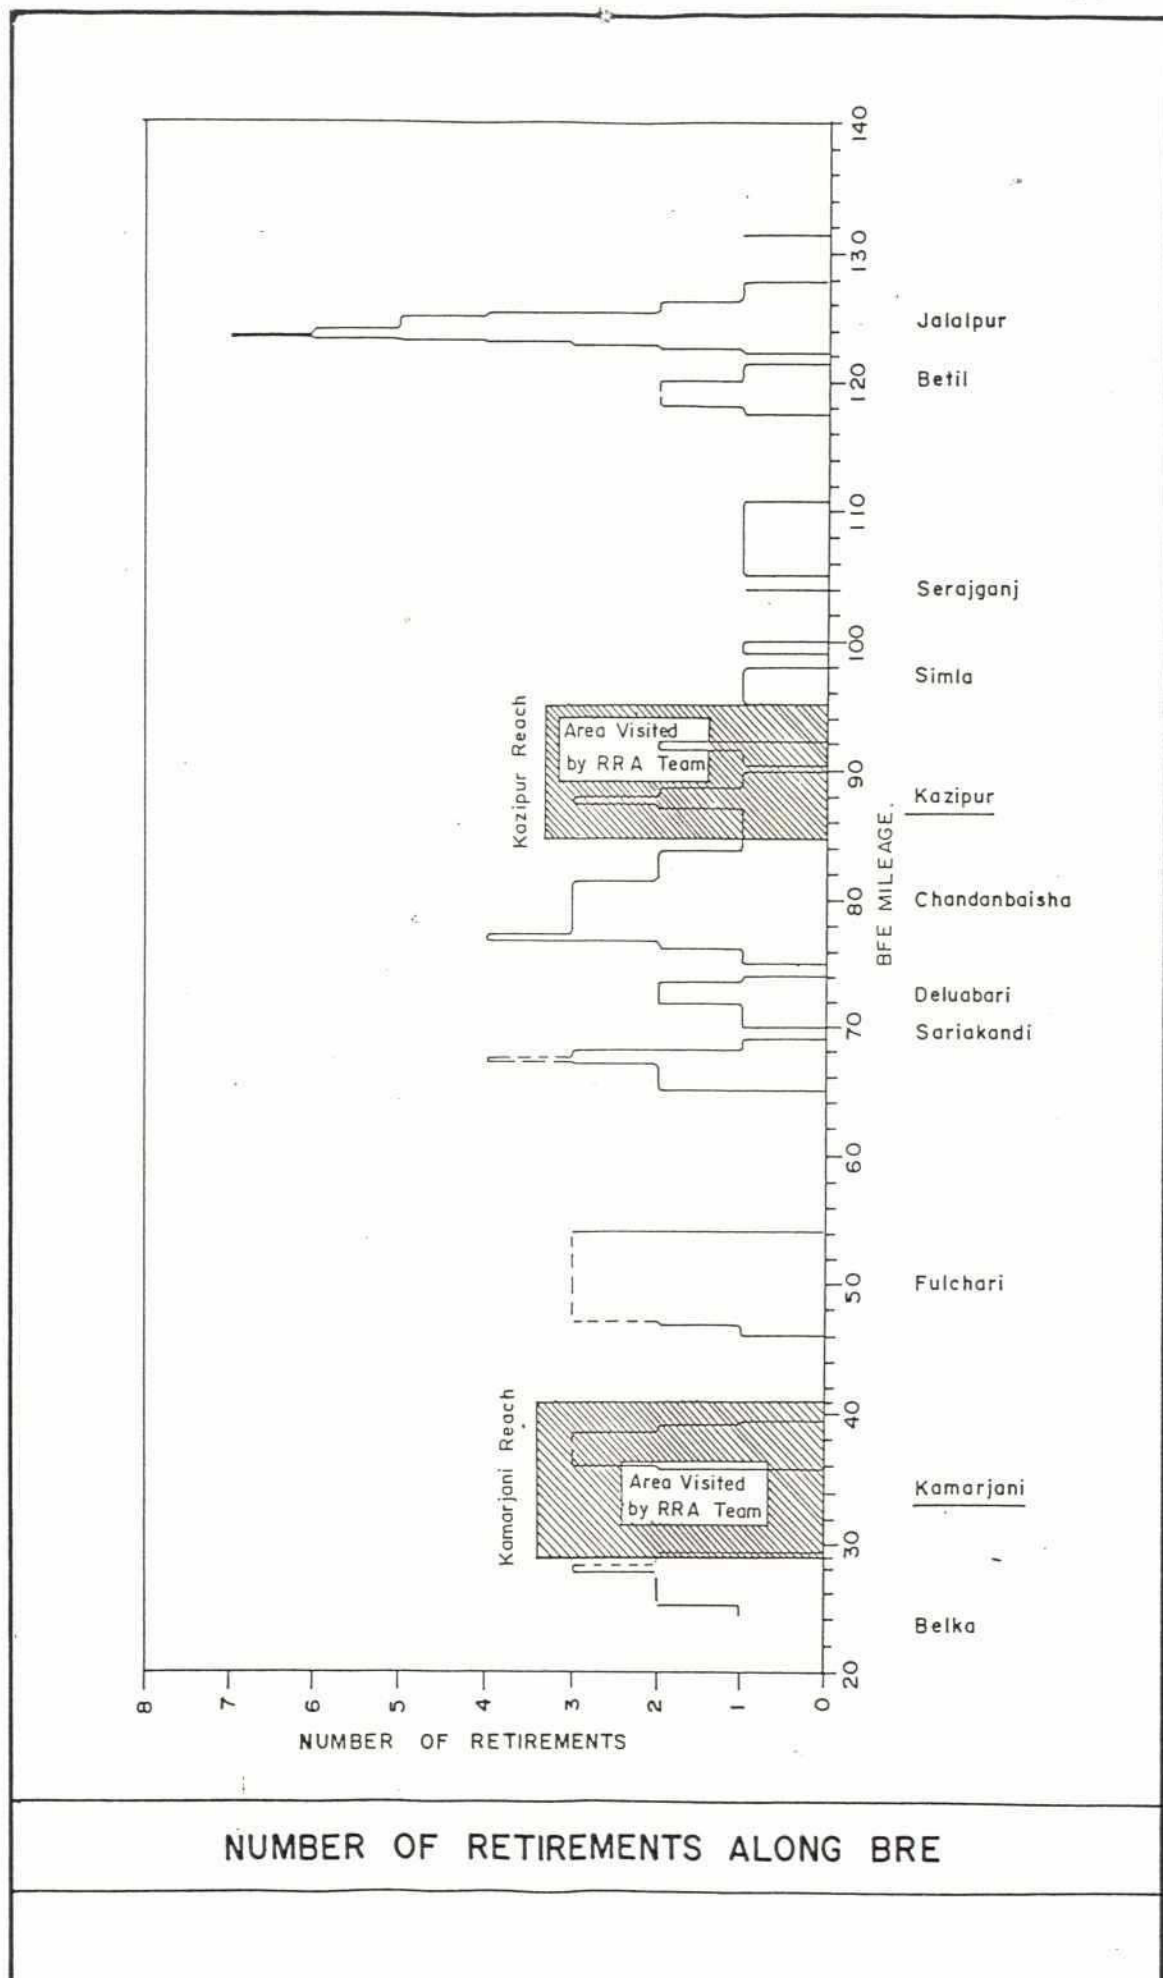 140
130
120
110
100
90
80
70
60
50
40
30
20
BFE MILEAGE.
Jalalpur
Betil
Serajganj
Simla
Kazipur
Chandanbaisha
Deluabari
Sariakandi
Fulchari
Kamarjani
Belka
Kazipur Reach
Area Visited
by RRA Team
Kamarjani Reach
Area Visited
by RRA Team
8
7
6
5
4
3
2
1
0
NUMBER OF RETIREMENTS
NUMBER OF RETIREMENTS ALONG BRE